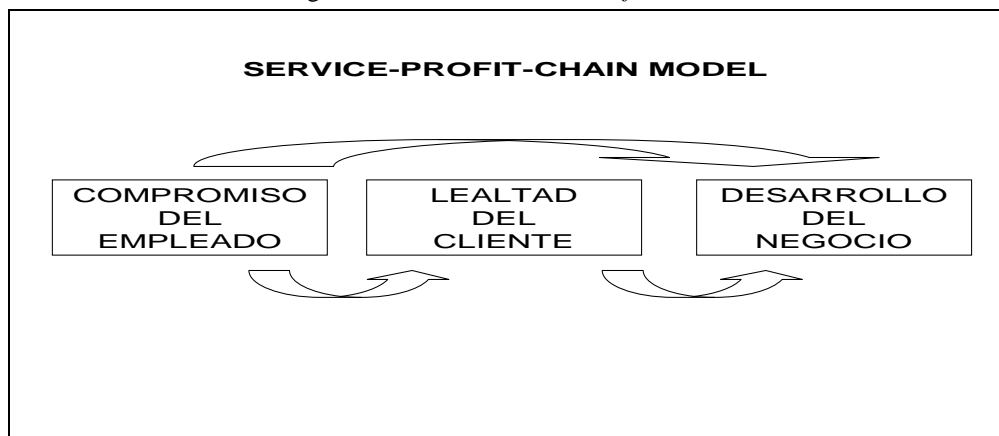 SERVICE-PROFIT-CHAIN MODEL
COMPROMISO
DEL
EMPLEADO
LEALTAD
DEL
CLIENTE
DESARROLLO
DEL
NEGOCIO